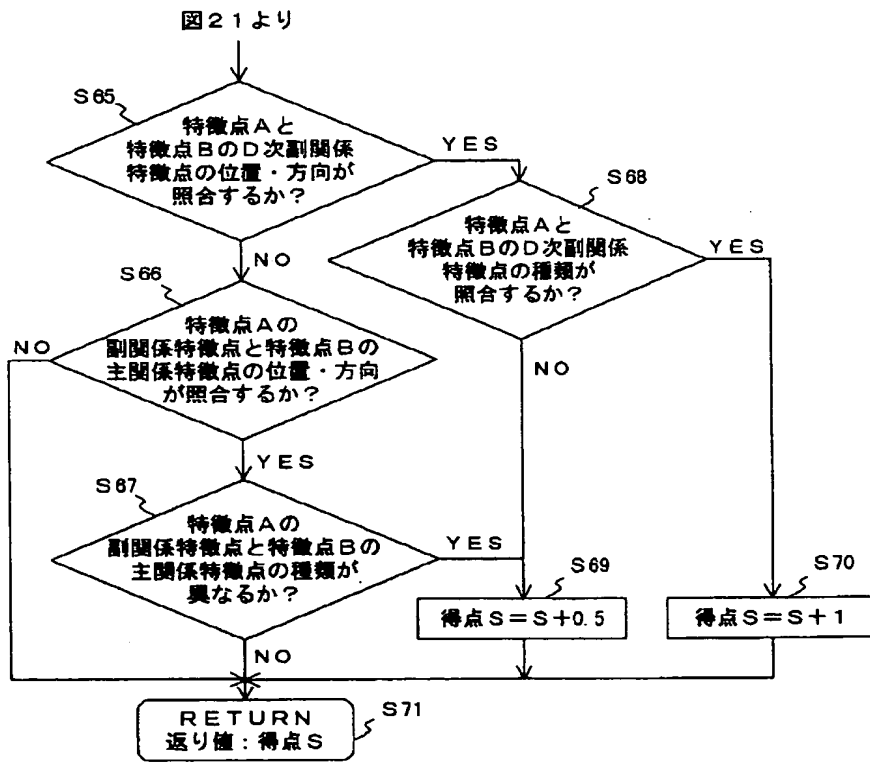 図21より
S65
特徴点Aと
特徴点BのD次副関係
特徴点の位置・方向が
照合するか?
YES
NO
S68
特徴点Aと
特徴点BのD次副関係
特徴点の種類が
照合するか?
YES
NO
S66
特徴点Aの
副関係特徴点と特徴点Bの
主関係特徴点の位置・方向
が照合するか?
NO
YES
S67
特徴点Aの
副関係特徴点と特徴点Bの
主関係特徴点の種類が
異なるか?
YES
NO
S69
得点S=S+0.5
S70
得点S=S+1
S71
RETURN
返り値:得点S